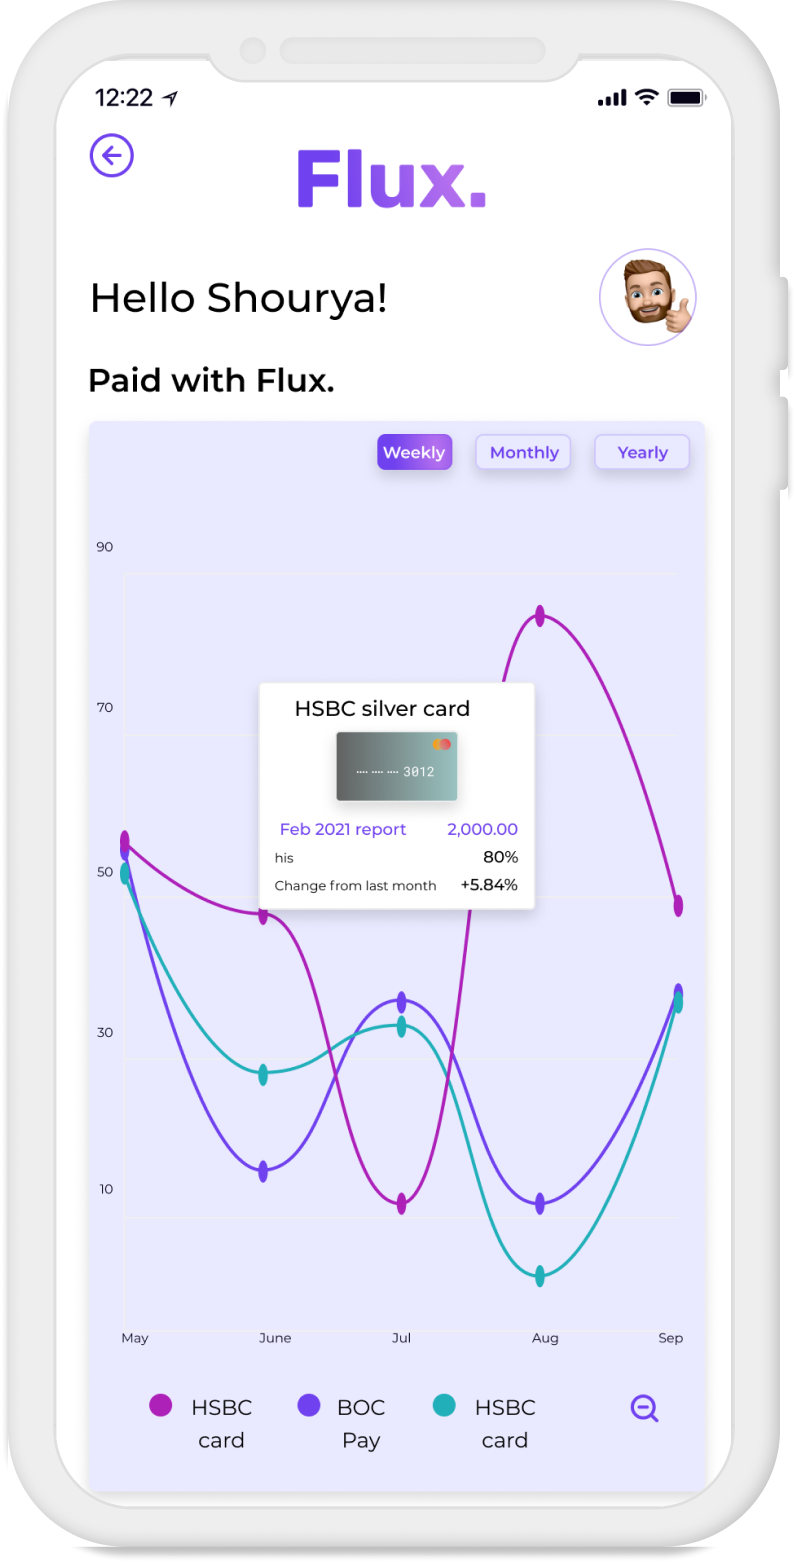 12:22
Flux.
Hello Shourya!
Paid with Flux.
Weekly Monthly Yearly
90
70
50
30
10
HSBC silver card
···· ···· ···· 3012
Feb 2021 report 2,000.00
his 80%
Change from last month +5.84%
May June Jul Aug Sep
HSBC card
BOC Pay
HSBC card